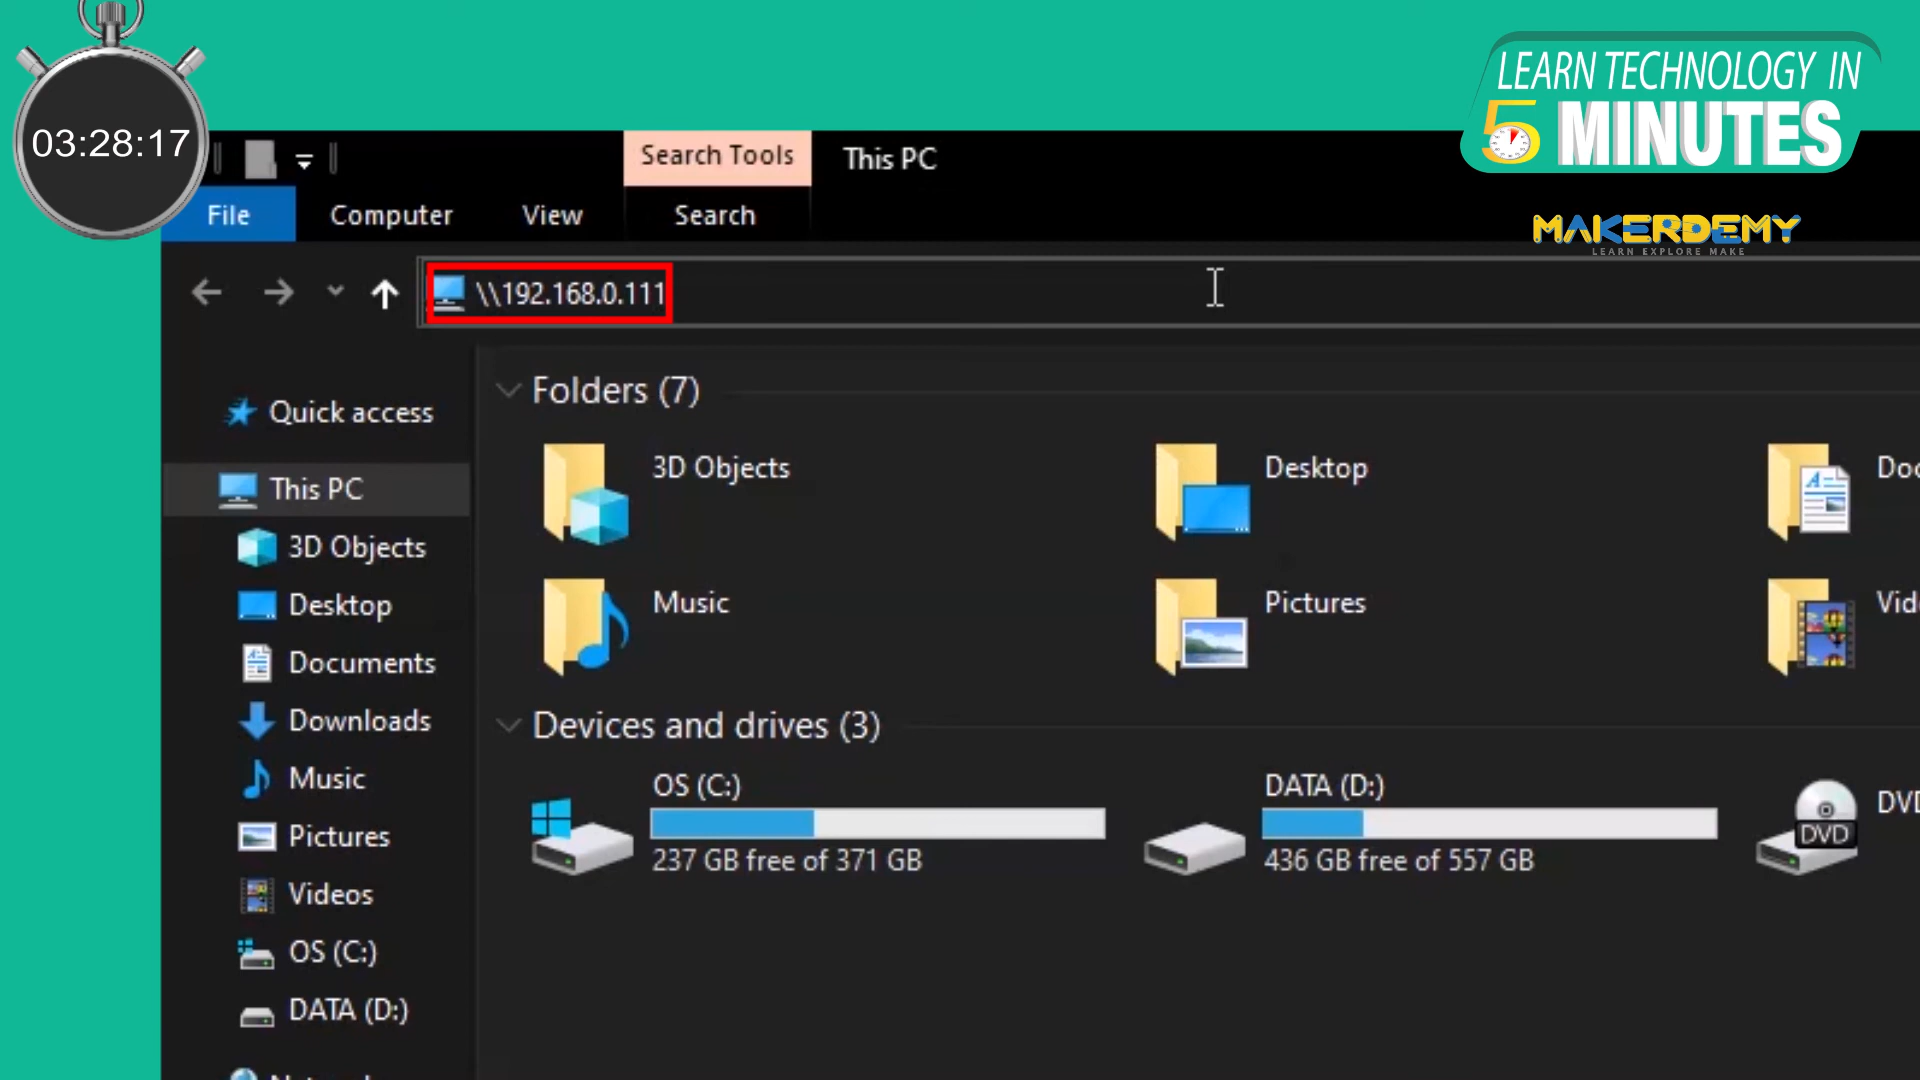 LEARN TECHNOLOGY IN
5 MINUTES
03:28:17
Search Tools
This PC
File
Computer
View
Search
MAKERDEMY
LEARN EXPLORE MAKE
\\192.168.0.111
Quick access
This PC
3D Objects
Desktop
Documents
Downloads
Music
Pictures
Videos
OS (C:)
DATA (D:)
Folders (7)
3D Objects
Desktop
Music
Pictures
Devices and drives (3)
OS (C:)
237 GB free of 371 GB
DATA (D:)
436 GB free of 557 GB
DVD